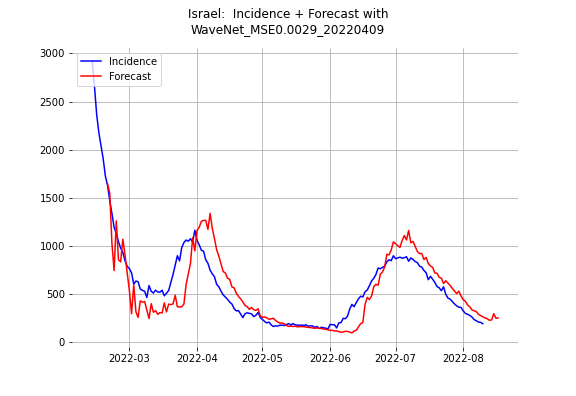 Israel:  Incidence + Forecast with
WaveNet_MSE0.0029_20220409
3000
Incidence
Forecast
2500
2000
1500
1000
500
0
2022-03 2022-04 2022-05 2022-06 2022-07 2022-08